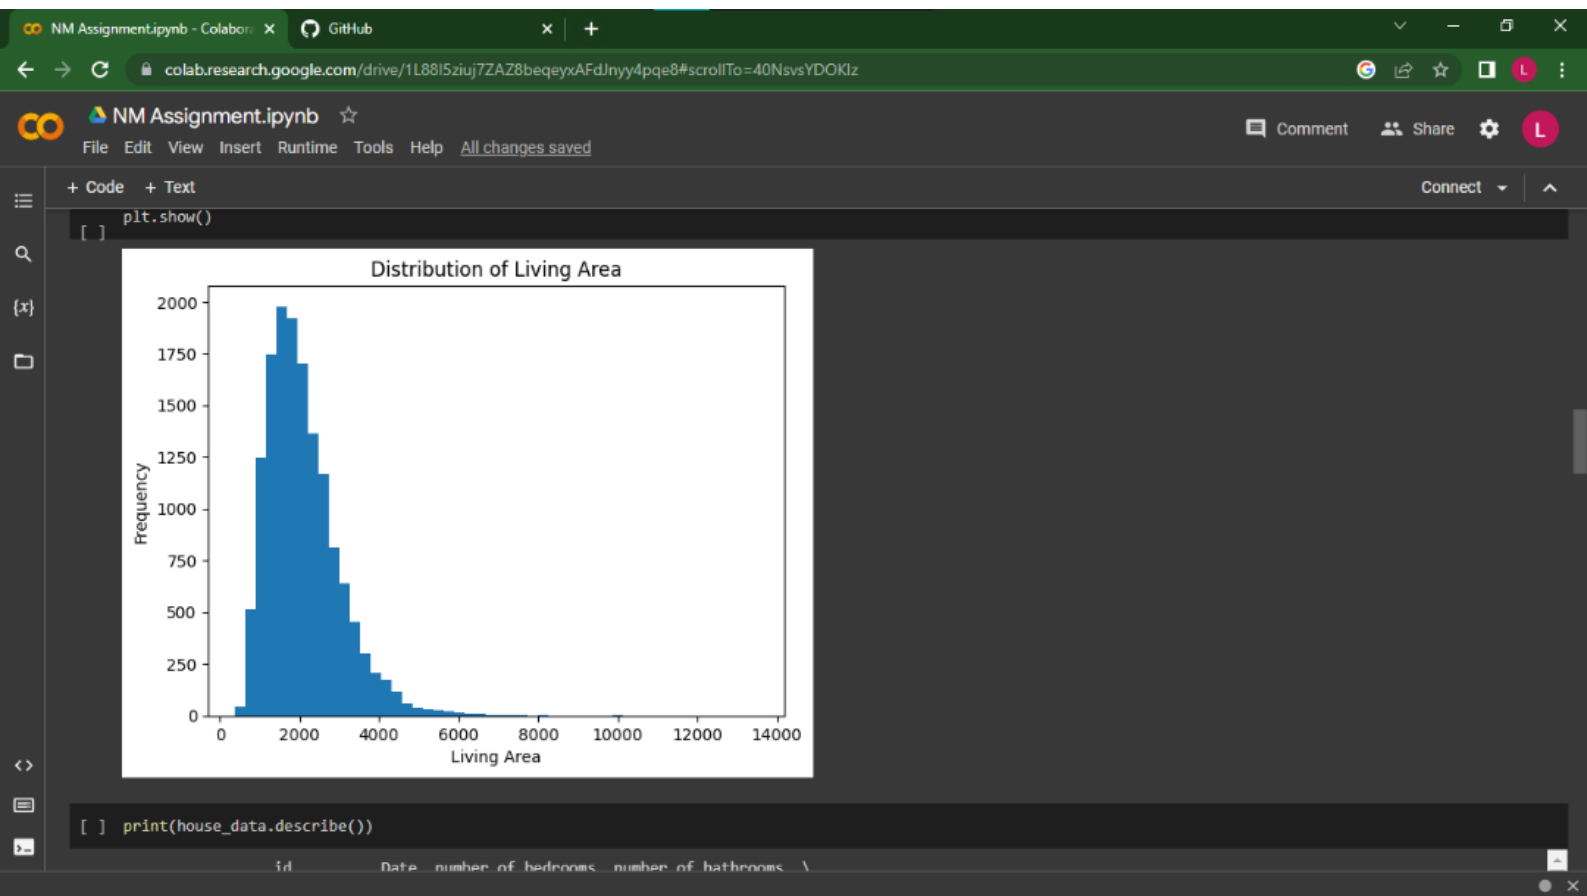 NM Assignment.ipynb - Colabora
GitHub
colab.research.google.com/drive/1L88I5ziuj7ZAZ8beqeyxAFdJnyy4pqe8#scrollTo=40NsvsYDOKIz
NM Assignment.ipynb
File Edit View Insert Runtime Tools Help All changes saved
Comment Share L
+ Code + Text
Connect
plt.show()
[ ]
{x}
Distribution of Living Area
2000
1750
1500
1250
1000
750
500
250
0
Frequency
0 2000 4000 6000 8000 10000 12000 14000
Living Area
[ ] print(house_data.describe())
id Date number of bedrooms number of bathrooms \